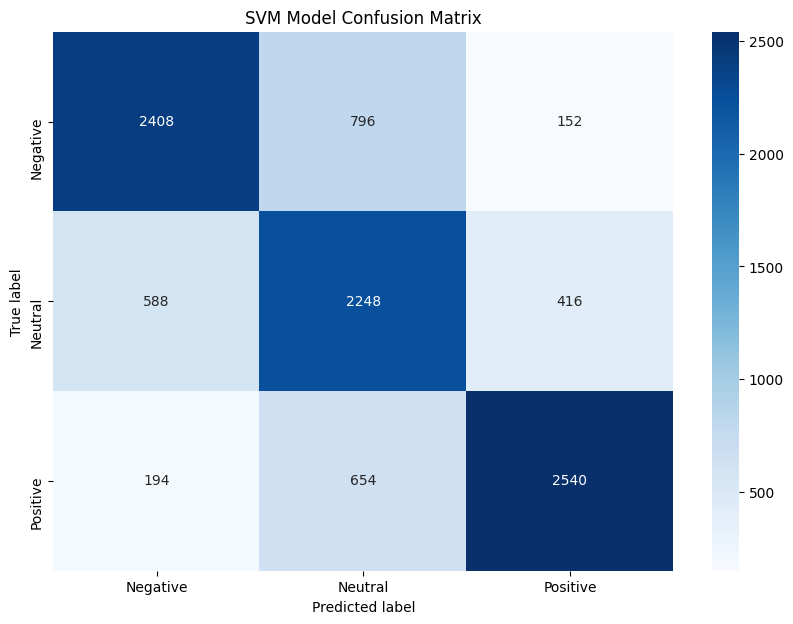 SVM Model Confusion Matrix
True label
Negative
2408 796 152
Neutral
588 2248 416
Positive
194 654 2540
Negative Neutral Positive
Predicted label
2500
2000
1500
1000
500